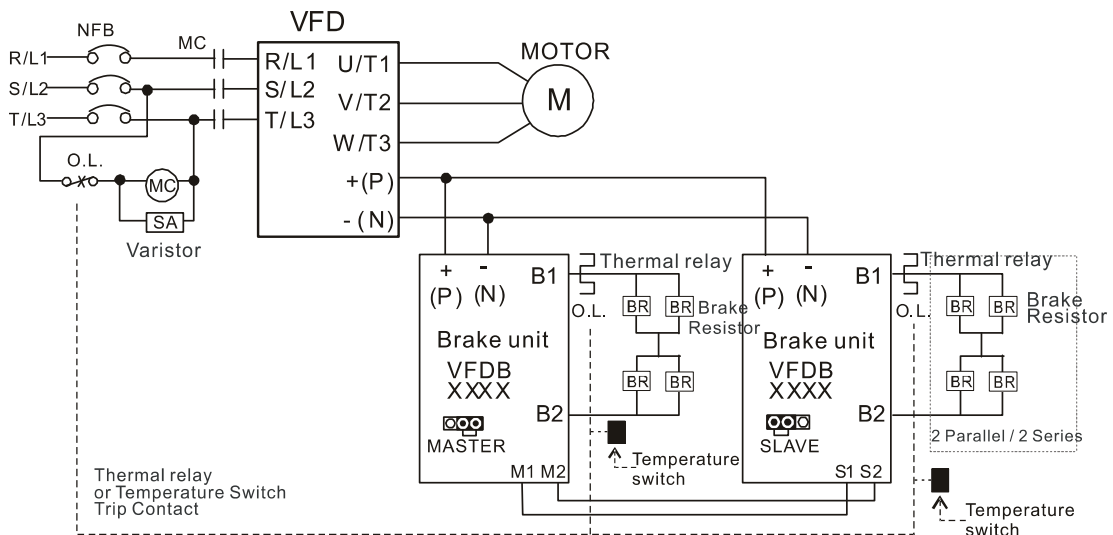 VFD
NFB
MC
MOTOR
R/L1
R/L1
U/T1
S/L2
S/L2
V/T2
M
T/L3
T/L3
W/T3
O.L.
MC
+(P)
SA
-(N)
Varistor
+
-
(P)
(N)
B1
Thermal relay
O.L.
BR
BR
Brake
Resistor
Brake unit
VFDB
XXXX
BR
BR
B2
MASTER
M1 M2
Temperature
switch
+
-
(P)
(N)
B1
Thermal relay
O.L.
BR
BR
Brake
Resistor
Brake unit
VFDB
XXXX
BR
BR
B2
2 Parallel / 2 Series
SLAVE
S1 S2
Temperature
switch
Thermal relay
or Temperature Switch
Trip Contact